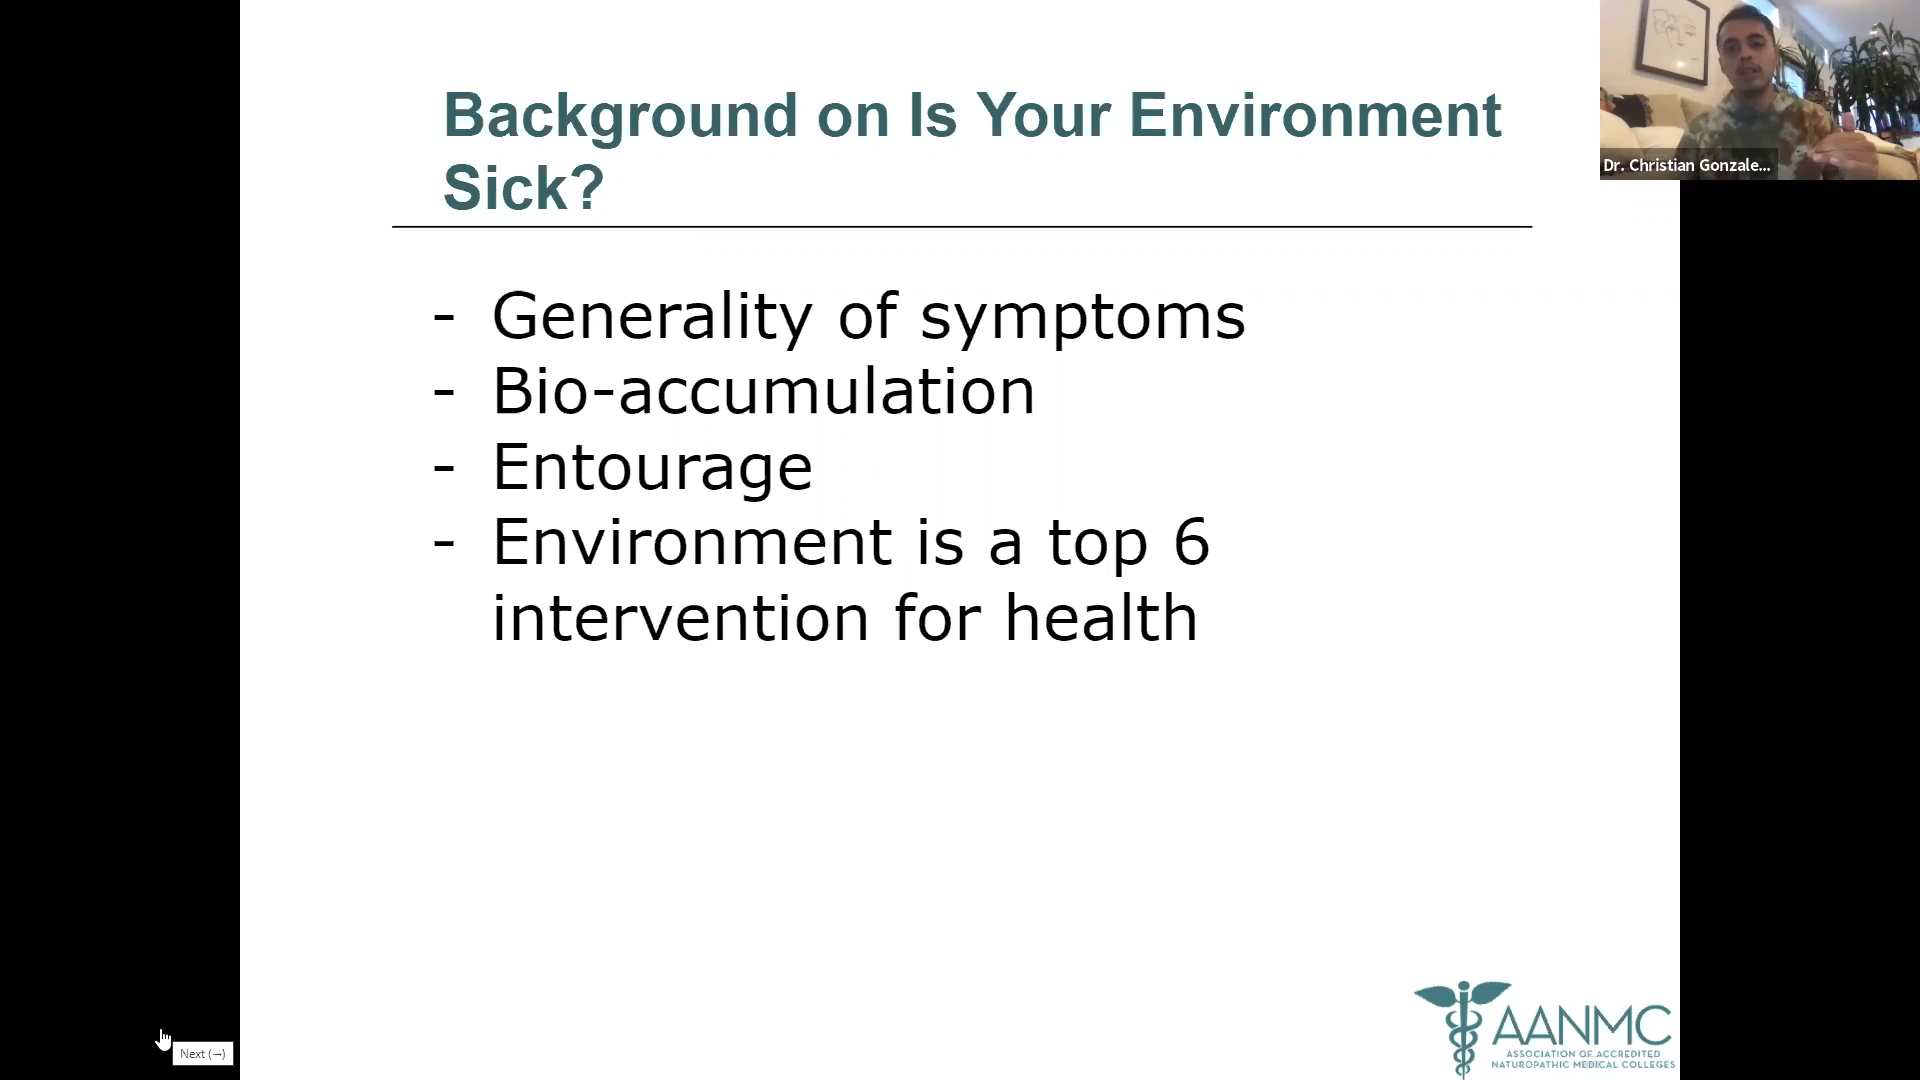 Background on Is Your Environment
Sick?
Dr. Christian Gonzale...
- Generality of symptoms
- Bio-accumulation
- Entourage
- Environment is a top 6
intervention for health
AANMC
ASSOCIATION OF ACCREDITED
NATUROPATHIC MEDICAL COLLEGES
Next (→)